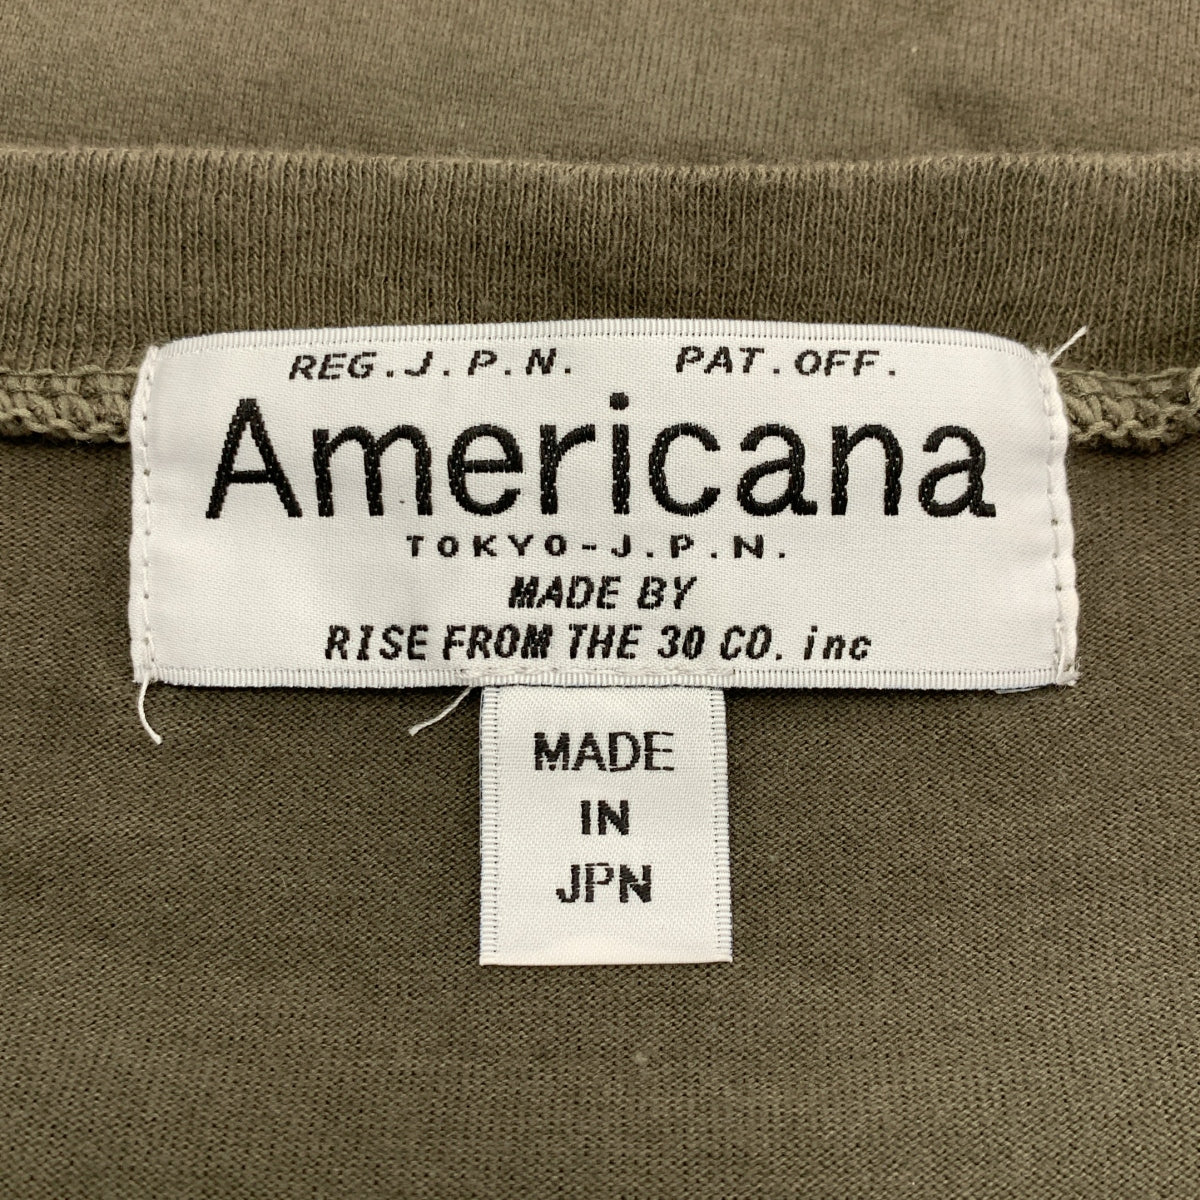 REG.J.P.N. PAT.OFF.
Americana
TOKYO-J.P.N.
MADE BY
RISE FROM THE 30 CO. inc
MADE
IN
JPN